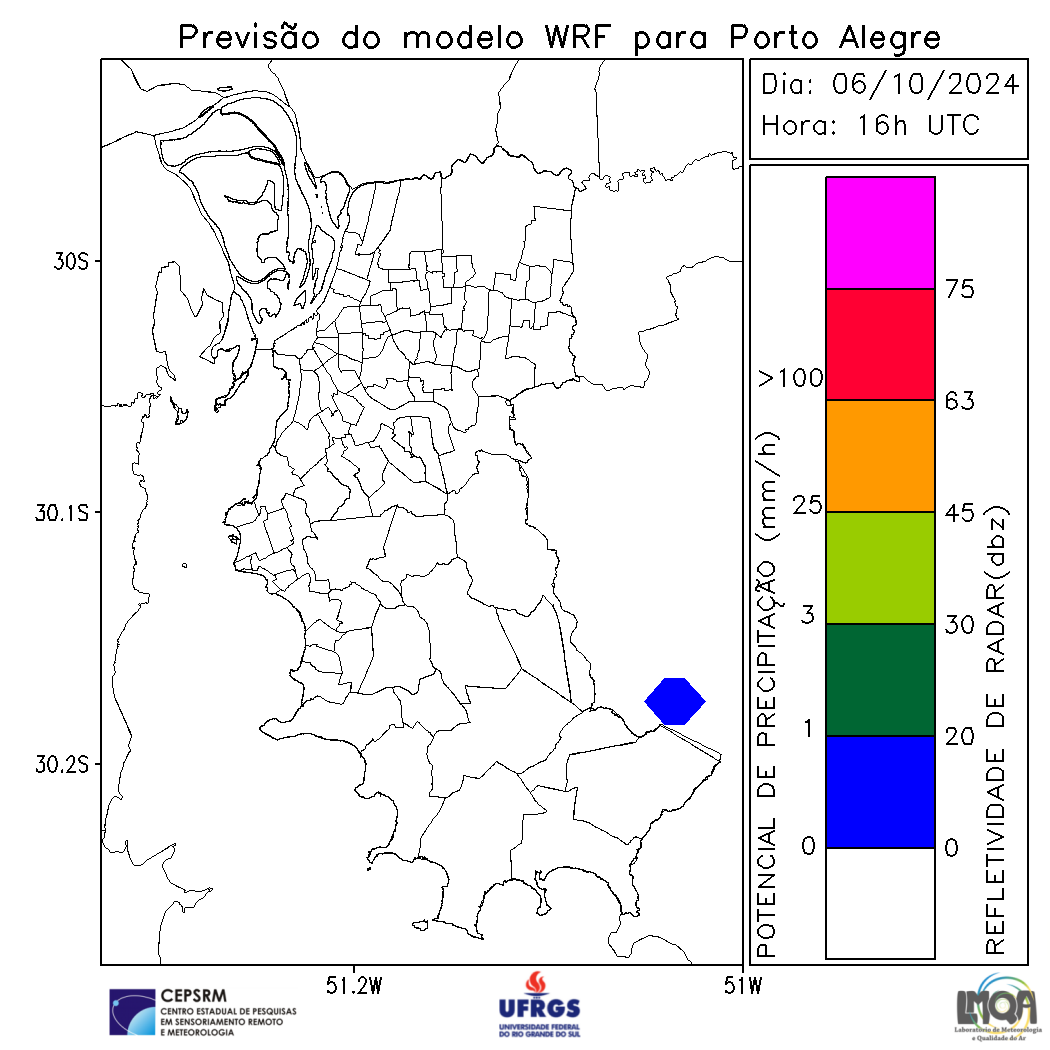 Previsão do modelo WRF para Porto Alegre
Dia: 06/10/2024
Hora: 16h UTC
30S
30.1S
30.2S
51.2W
51W
POTENCIAL DE PRECIPITAÇÃO (mm/h)
>100
25
3
1
0
75
63
45
30
20
0
REFLETIVIDADE DE RADAR(dbz)
CEPSRM
CENTRO ESTADUAL DE PESQUISAS
EM SENSORIAMENTO REMOTO
E METEOROLOGIA
UFRGS
UNIVERSIDADE FEDERAL
DO RIO GRANDE DO SUL
LMQA
Laboratório de Meteorologia
e Qualidade do Ar